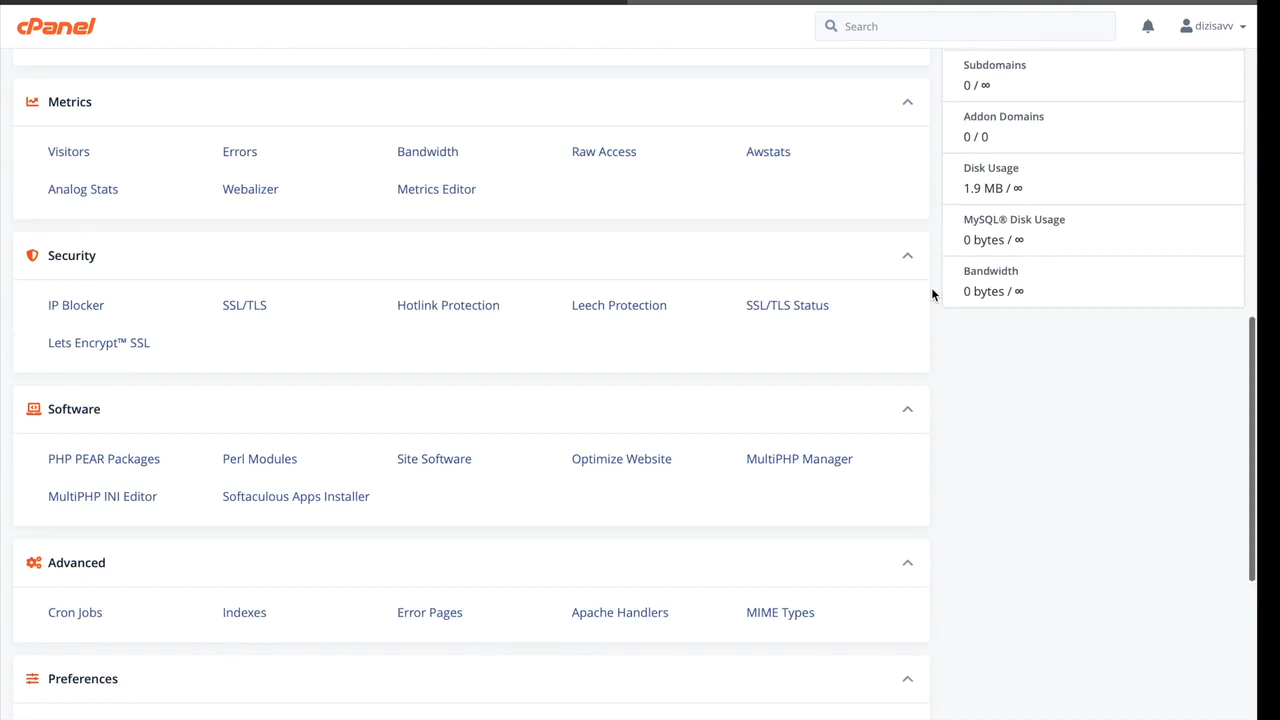 cPanel
Search
dizisavv
Metrics
Visitors Errors Bandwidth Raw Access Awstats
Analog Stats Webalizer Metrics Editor
Security
IP Blocker SSL/TLS Hotlink Protection Leech Protection SSL/TLS Status
Lets Encrypt™ SSL
Software
PHP PEAR Packages Perl Modules Site Software Optimize Website MultiPHP Manager
MultiPHP INI Editor Softaculous Apps Installer
Advanced
Cron Jobs Indexes Error Pages Apache Handlers MIME Types
Preferences
Subdomains
0 / ∞
Addon Domains
0 / 0
Disk Usage
1.9 MB / ∞
MySQL® Disk Usage
0 bytes / ∞
Bandwidth
0 bytes / ∞